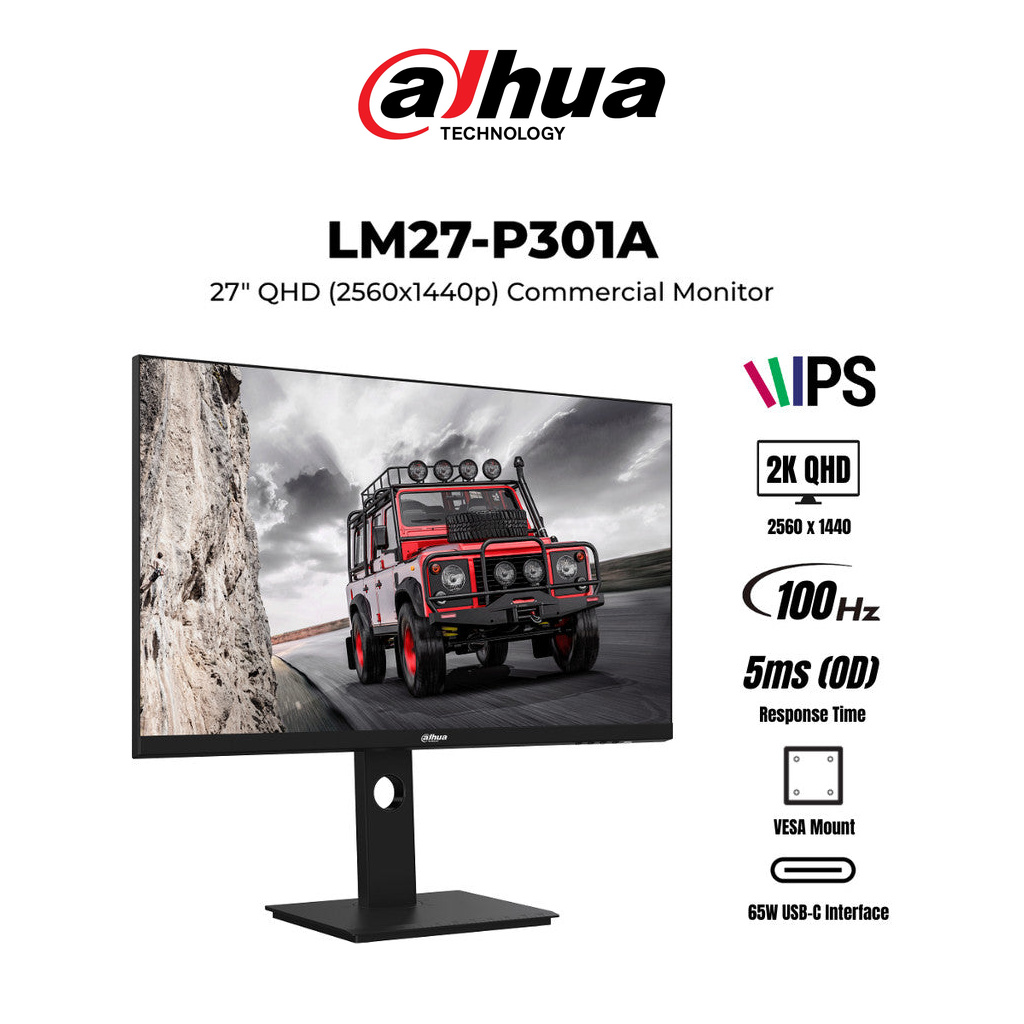 alhua
TECHNOLOGY
LM27-P301A
27" QHD (2560x1440p) Commercial Monitor
IPS
2K QHD
2560 x 1440
100Hz
5ms (OD)
Response Time
VESA Mount
65W USB-C Interface
alhua